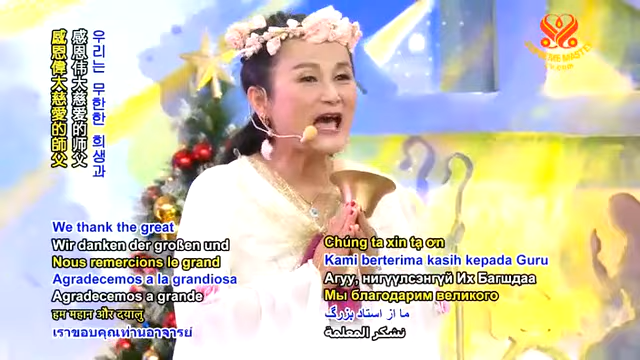 우리는 무한한 희생과
感恩伟大慈爱的师父
感恩偉大慈愛的師父
SUPREME MASTER
TV.com
We thank the great
Wir danken der großen und
Nous remercions le grand
Agradecemos a la grandiosa
Agradecemos a grande
हम महान और दयालु
เราขอบคุณท่านอาจารย์
Chúng ta xin tạ ơn
Kami berterima kasih kepada Guru
Агуу, нигүүлсэнгүй Их Багшдаа
Мы благодарим великого
ما از استاد بزرگ
نشكر المعلمة